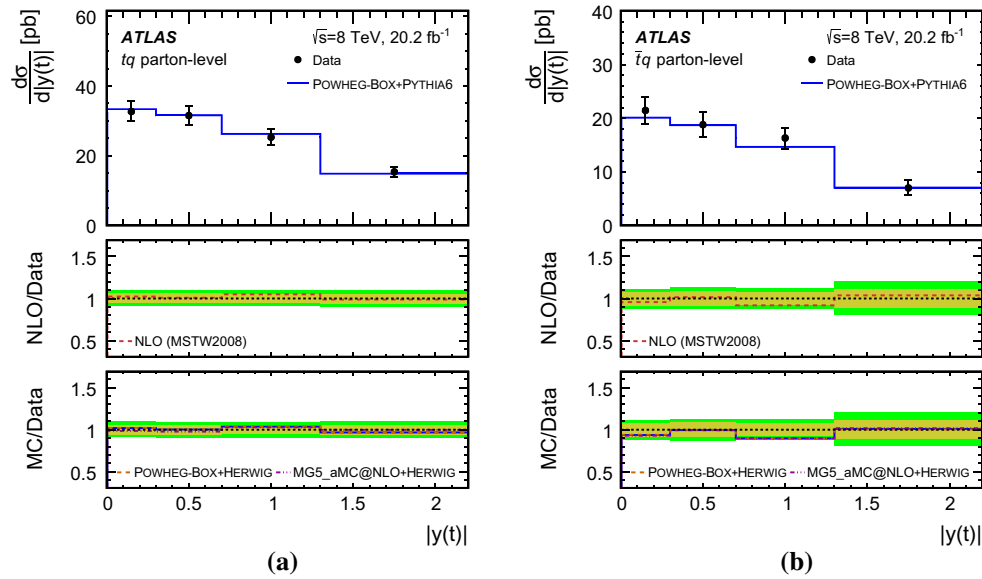 dσ
d|y(t)| [pb]
60
40
20
0
ATLAS
tq parton-level
√s=8 TeV, 20.2 fb⁻¹
Data
POWHEG-BOX+PYTHIA6
NLO/Data
1.5
1
0.5
NLO (MSTW2008)
MC/Data
1.5
1
0.5
POWHEG-BOX+HERWIG MG5_aMC@NLO+HERWIG
0 0.5 1 1.5 2
|y(t)|
(a)
dσ
d|y(t)| [pb]
40
30
20
10
0
ATLAS
t̄q parton-level
√s=8 TeV, 20.2 fb⁻¹
Data
POWHEG-BOX+PYTHIA6
NLO/Data
1.5
1
0.5
NLO (MSTW2008)
MC/Data
1.5
1
0.5
POWHEG-BOX+HERWIG MG5_aMC@NLO+HERWIG
0 0.5 1 1.5 2
|y(t)|
(b)